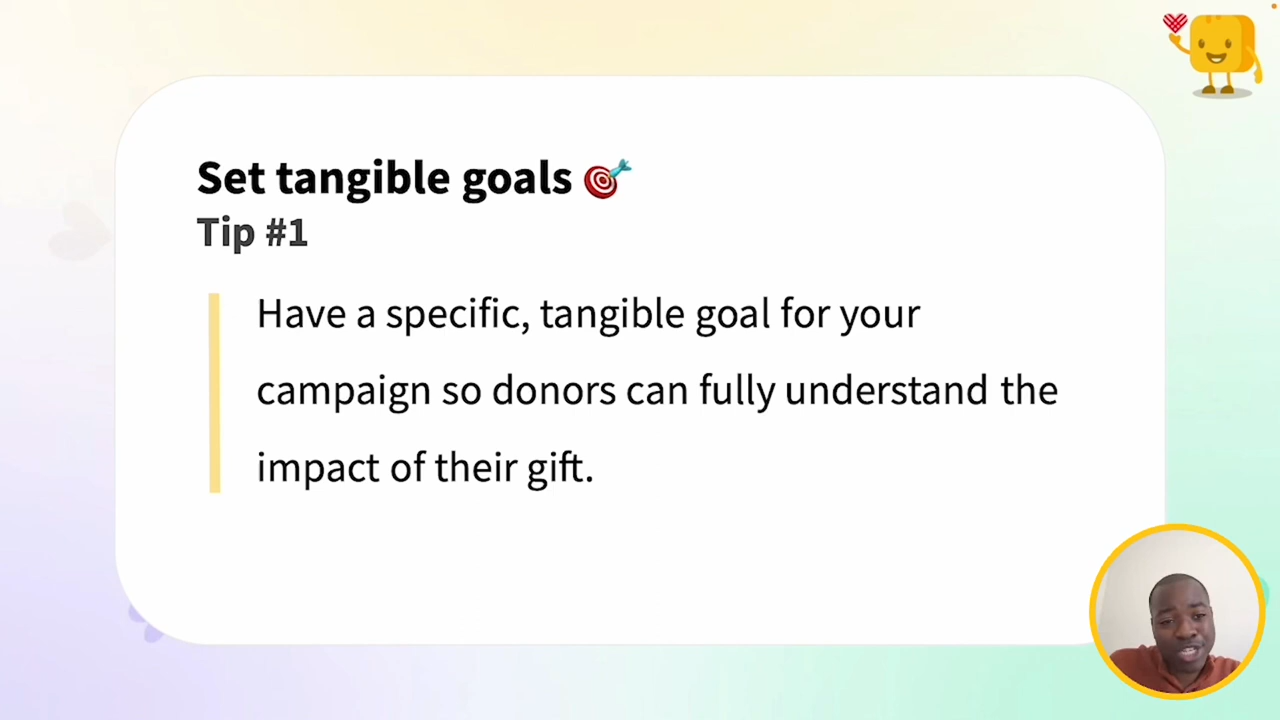 Set tangible goals 🎯
Tip #1
Have a specific, tangible goal for your
campaign so donors can fully understand the
impact of their gift.